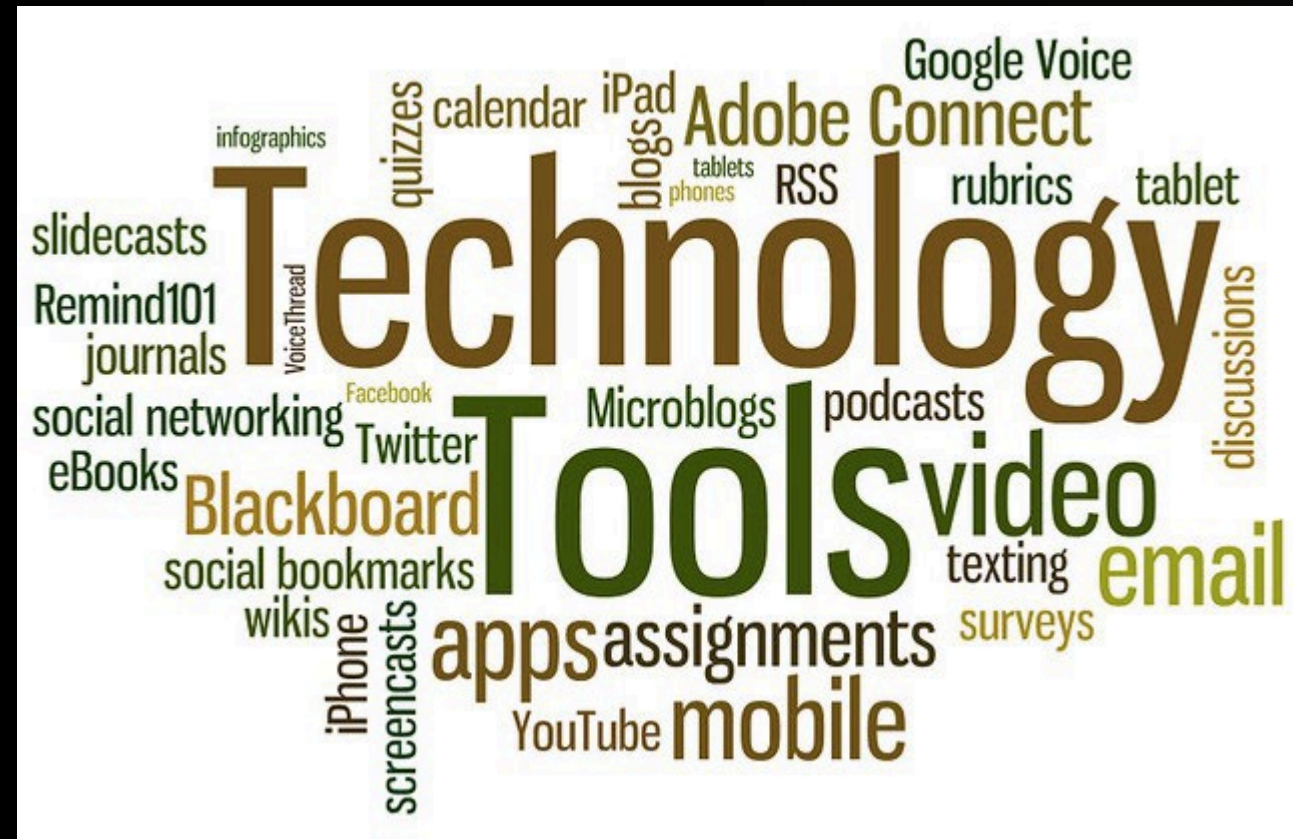 Google Voice
infographics
quizzes
calendar
iPad
blogs
Adobe Connect
tablets
phones
RSS
rubrics
tablet
Technology
slidecasts
Remind101
VoiceThread
journals
discussions
Facebook
social networking
Twitter
Microblogs
podcasts
eBooks
Blackboard
Tools
video
social bookmarks
texting
email
wikis
iPhone
screencasts
apps
assignments
surveys
YouTube
mobile